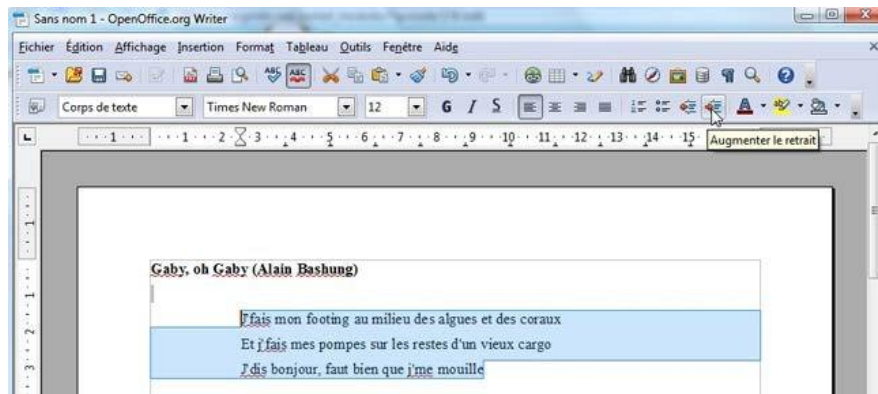 Sans nom 1 - OpenOffice.org Writer
Fichier Édition Affichage Insertion Format Tableau Outils Fenêtre Aide
Corps de texte Times New Roman 12 G I S
1 1 2 3 4 5 6 7 8 9 10 11 12 13 14 15
Augmenter le retrait
Gaby, oh Gaby (Alain Bashung)
J'fais mon footing au milieu des algues et des coraux
Et j'fais mes pompes sur les restes d'un vieux cargo
J'dis bonjour, faut bien que j'me mouille